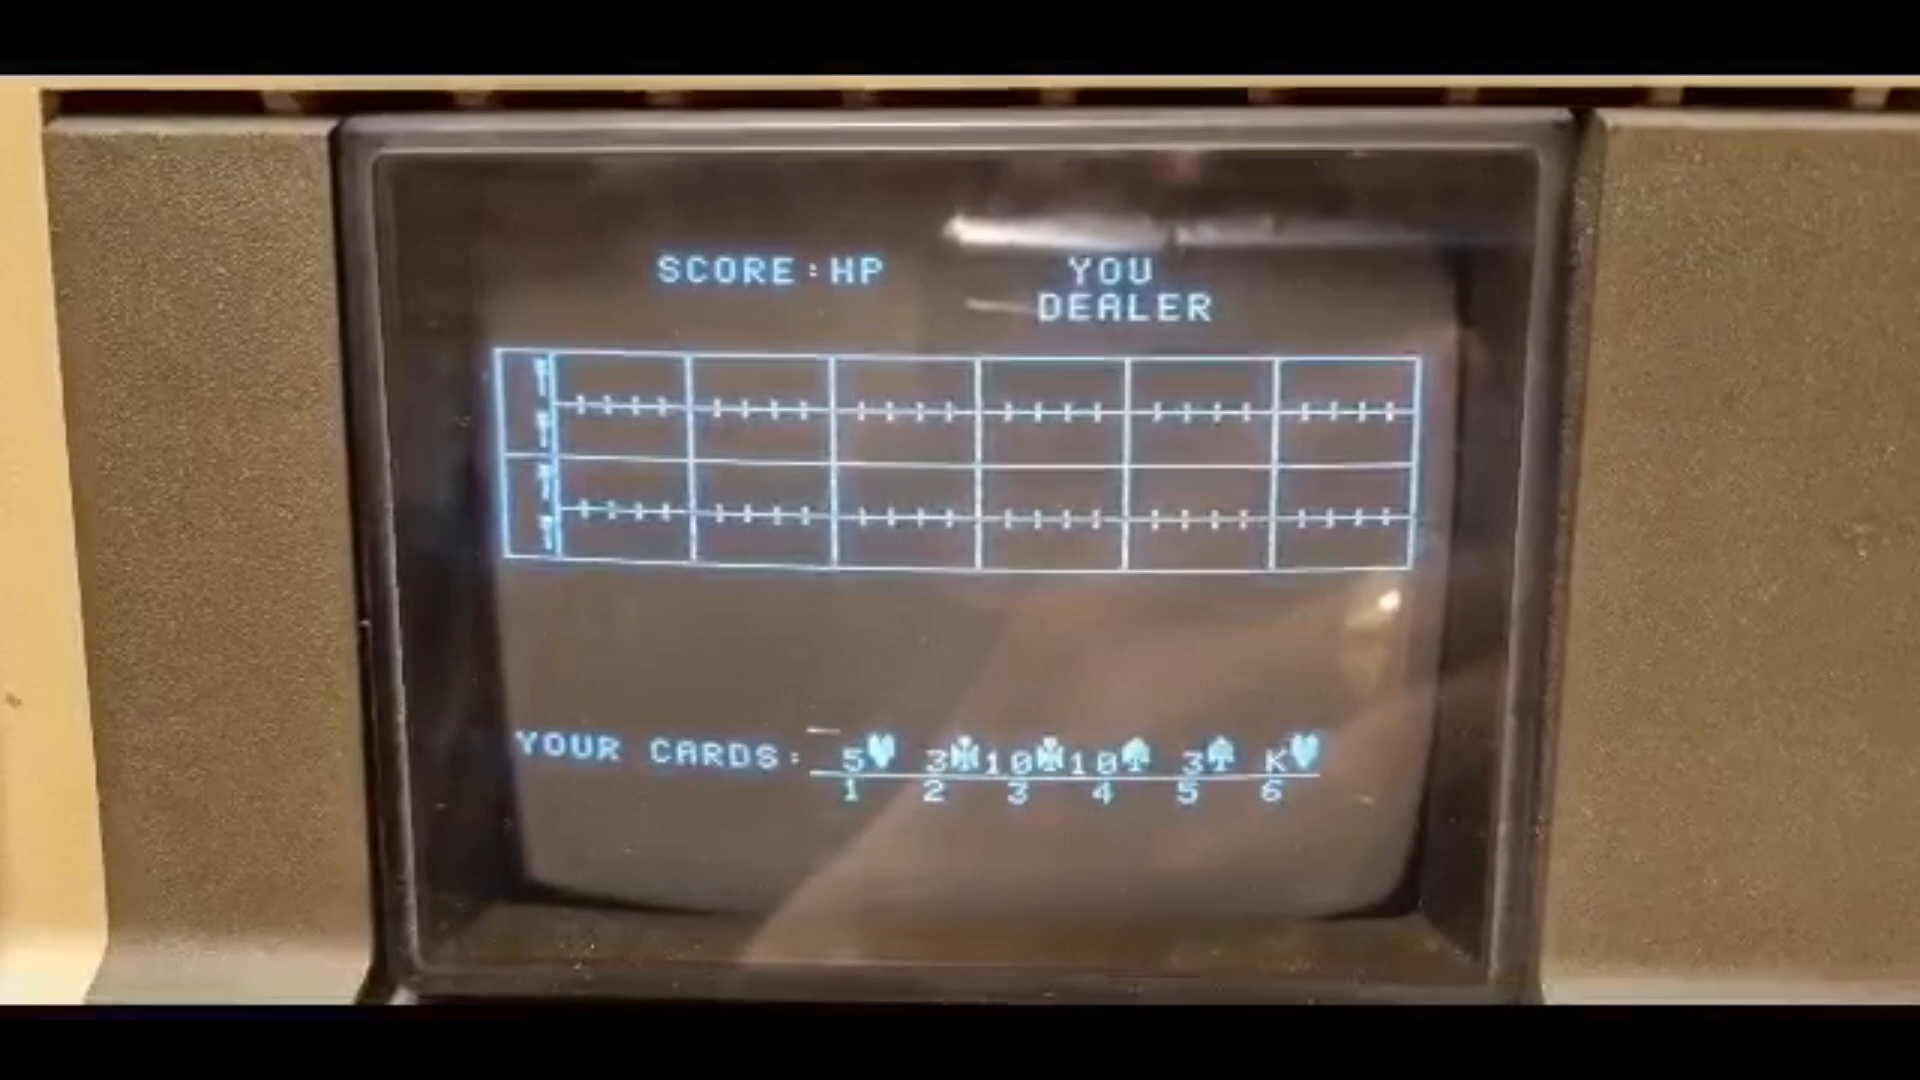 SCORE:HP YOU
DEALER
YOUR CARDS: 5♥ 3♣10♣10♠ 3♠ K♥
1 2 3 4 5 6